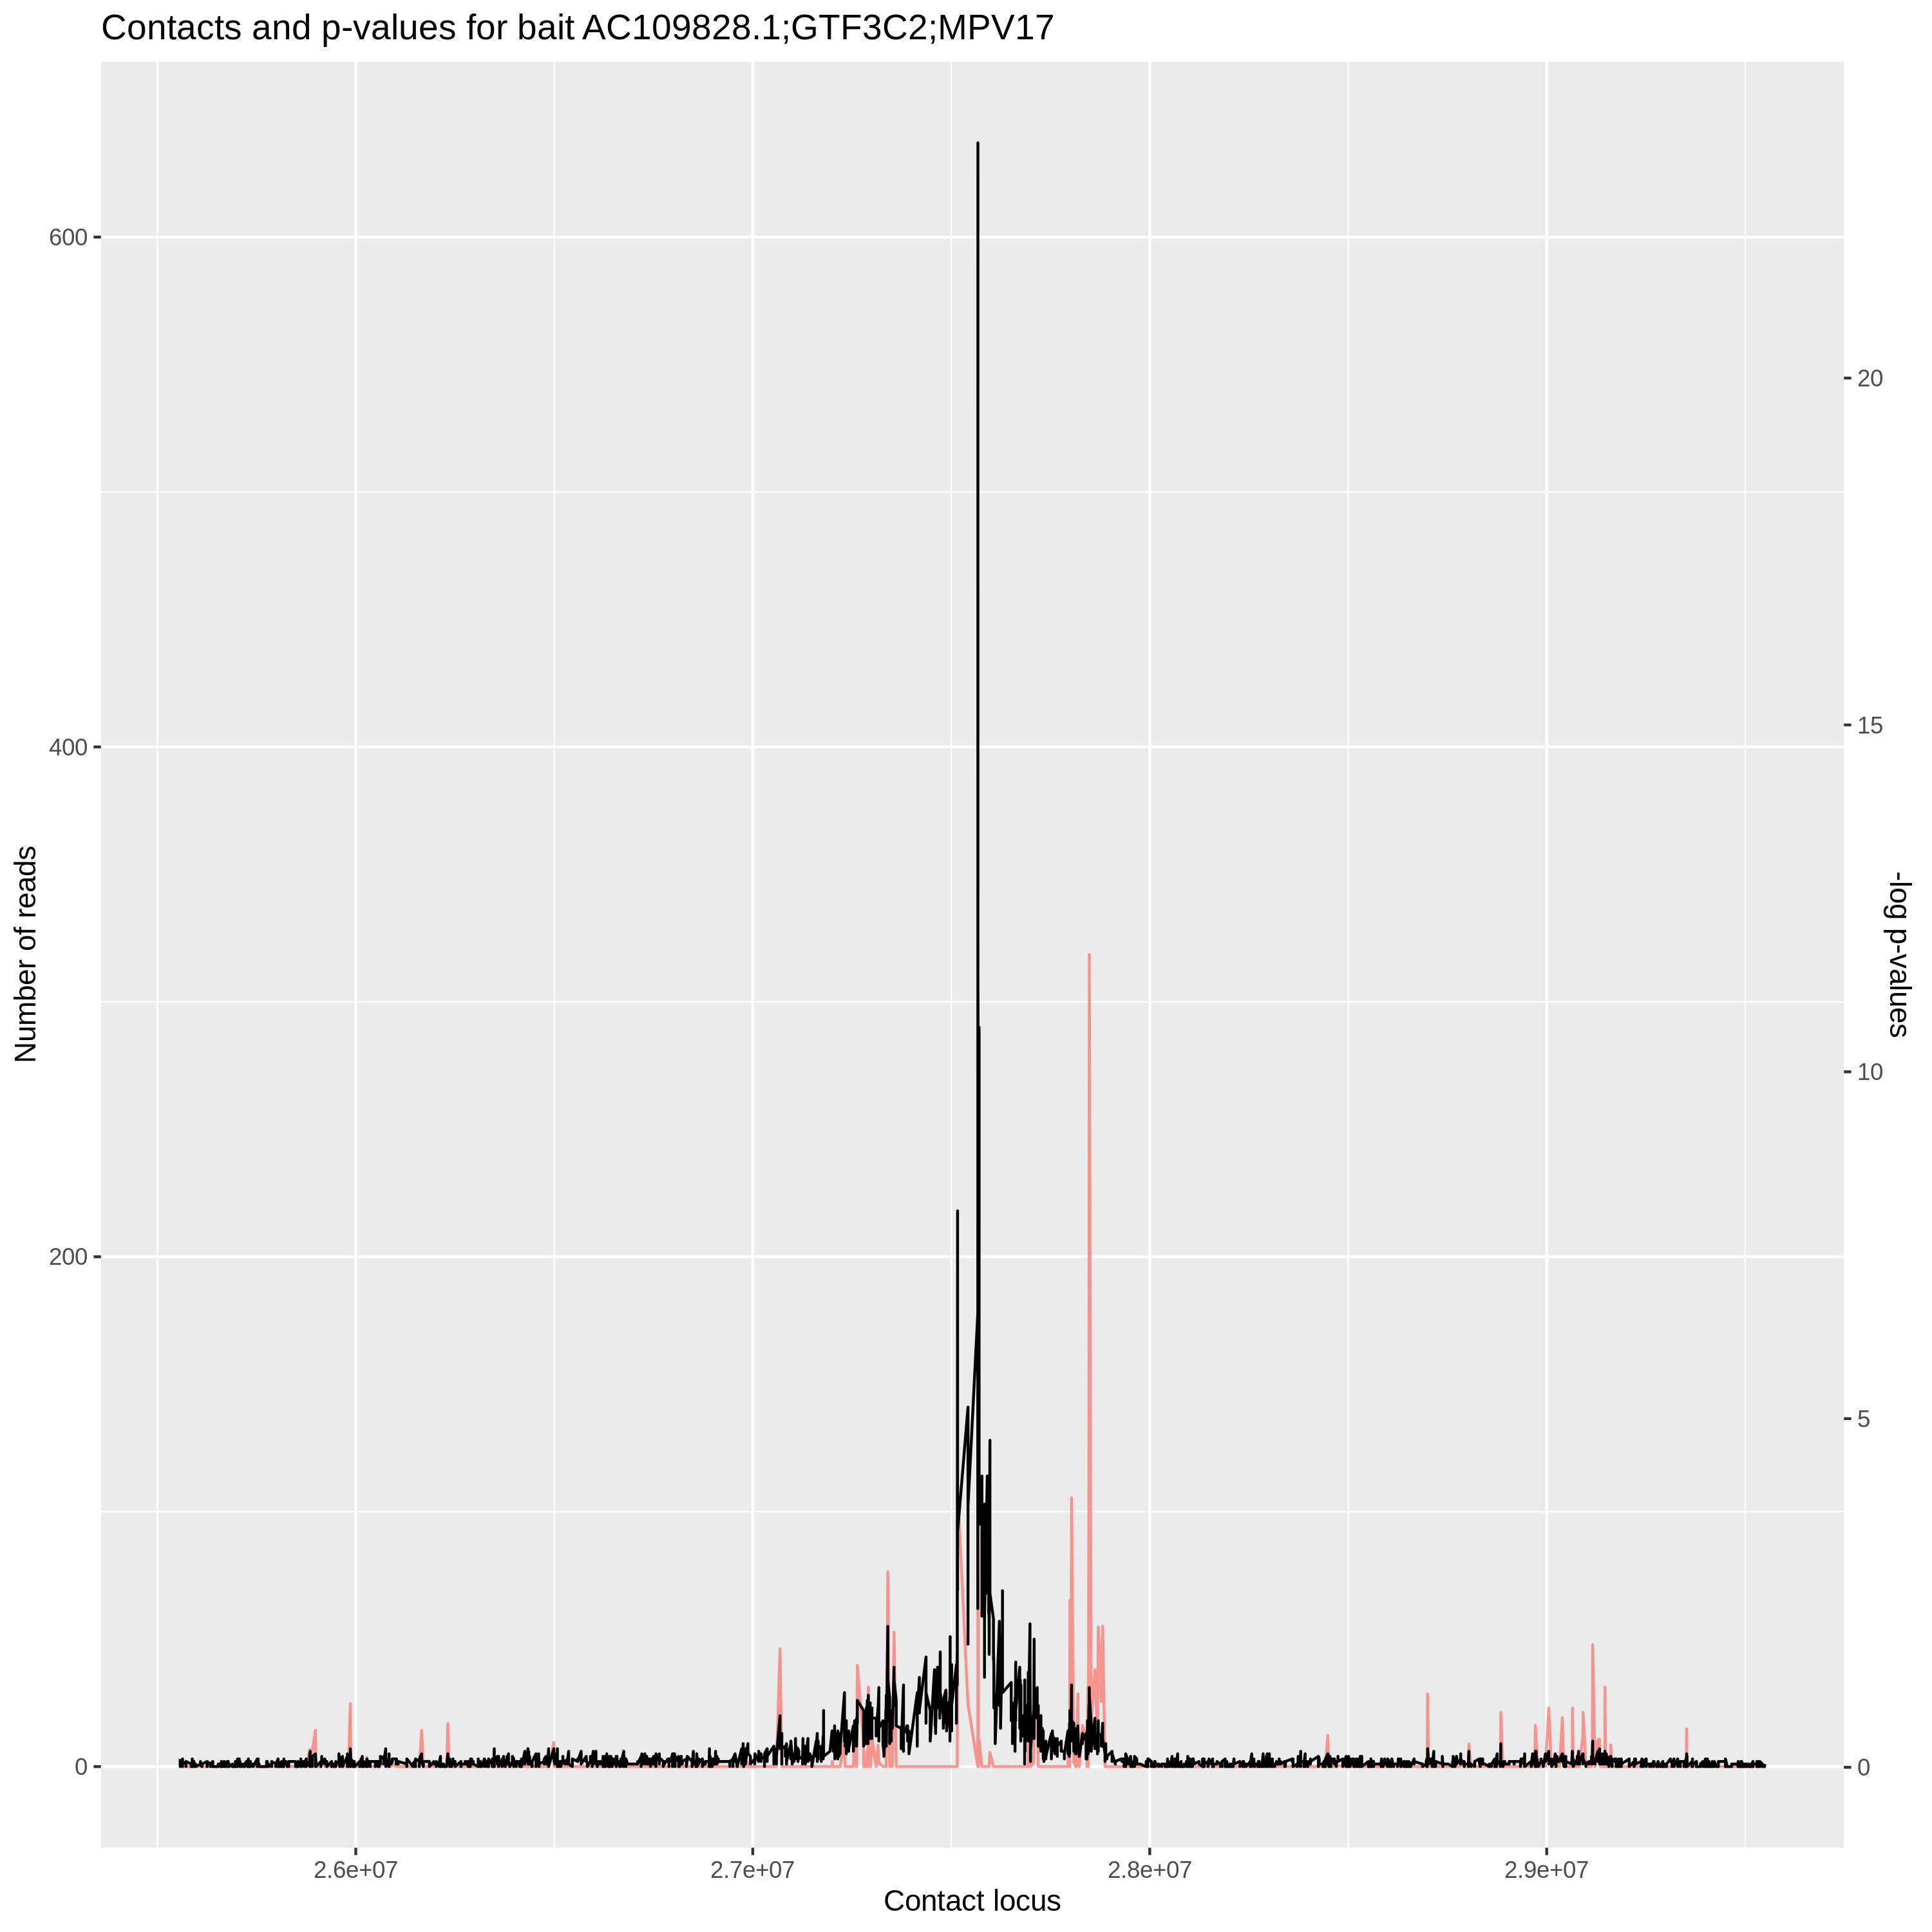 Contacts and p-values for bait AC109828.1;GTF3C2;MPV17
600
400
200
0
Number of reads
20
15
10
5
0
-log p-values
2.6e+07
2.7e+07
2.8e+07
2.9e+07
Contact locus